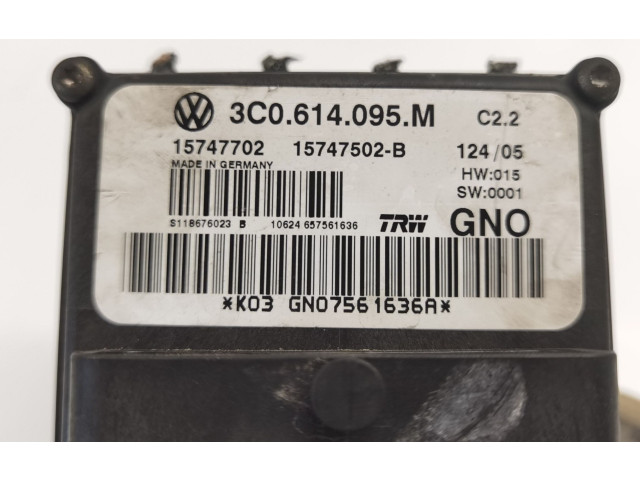 3C0.614.095.M C2.2
15747702 15747502-B 124/05
MADE IN GERMANY HW:015
SW:0001
S118676023 B 10624 657561636 TRW GNO
*K03 GNO7561636A*